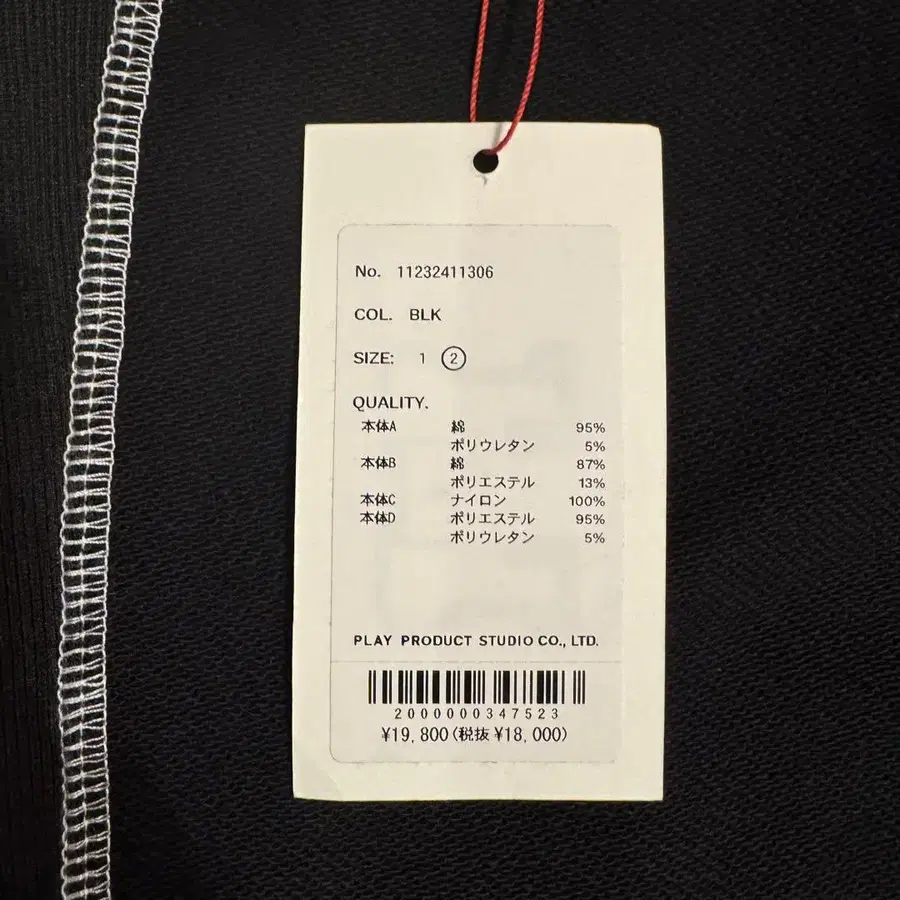 No. 11232411306
COL. BLK
SIZE: 1 2
QUALITY.
本体A 綿 95%
ポリウレタン 5%
本体B 綿 87%
ポリエステル 13%
本体C ナイロン 100%
本体D ポリエステル 95%
ポリウレタン 5%
PLAY PRODUCT STUDIO CO., LTD.
2000000347523
¥19,800(税抜¥18,000)